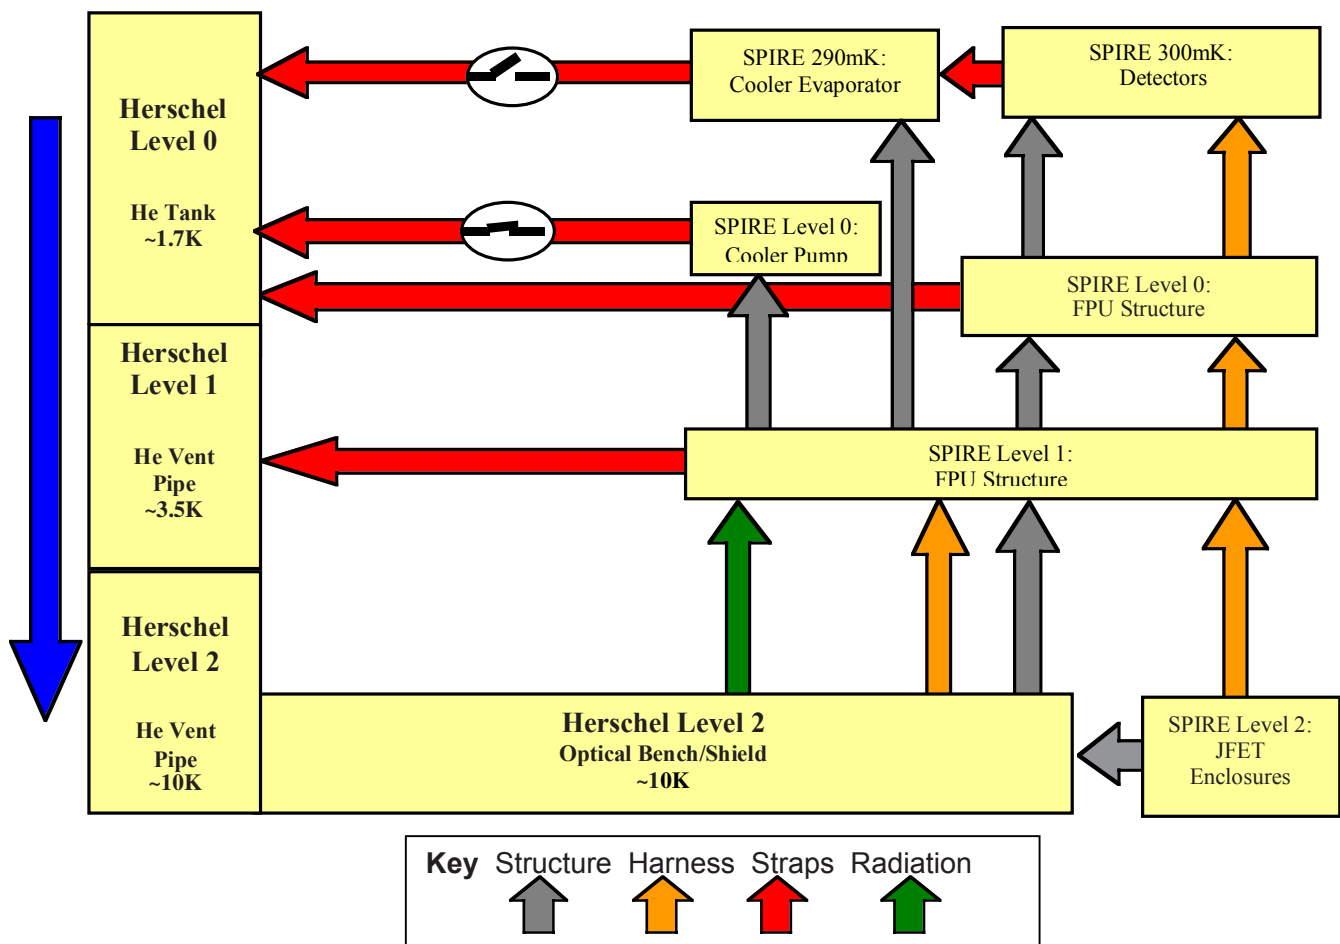 Herschel
Level 0
He Tank
~1.7K
Herschel
Level 1
He Vent
Pipe
~3.5K
Herschel
Level 2
He Vent
Pipe
~10K
SPIRE 290mK:
Cooler Evaporator
SPIRE 300mK:
Detectors
SPIRE Level 0:
Cooler Pump
SPIRE Level 0:
FPU Structure
SPIRE Level 1:
FPU Structure
Herschel Level 2
Optical Bench/Shield
~10K
SPIRE Level 2:
JFET
Enclosures
Key Structure Harness Straps Radiation